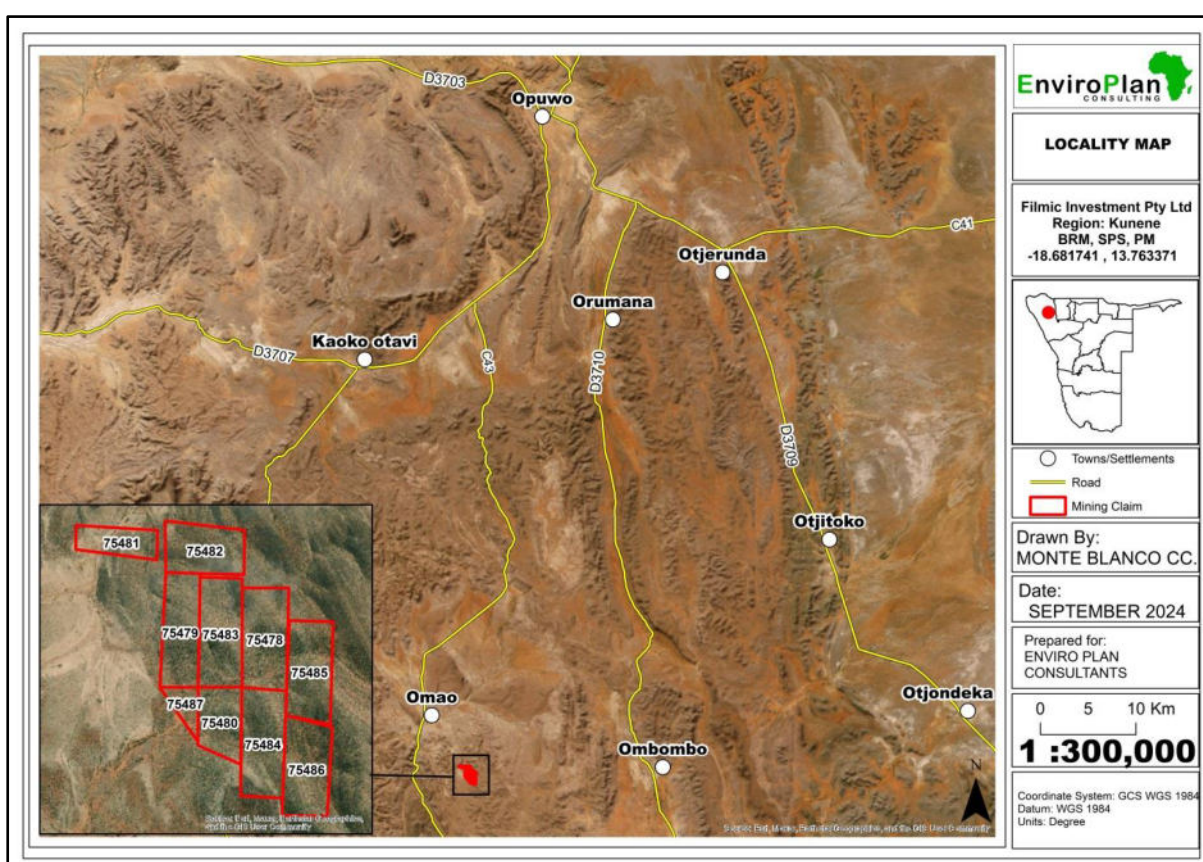 D3703
Opuwo
C41
Otjerunda
Orumana
Kaoko otavi
D3707
C43
D3710
D3709
Otjitoko
Omao
Otjondeka
Ombombo
75481
75482
75479
75483
75478
75485
75487
75480
75484
75486
EnviroPlan
CONSULTING
LOCALITY MAP
Filmic Investment Pty Ltd
Region: Kunene
BRM, SPS, PM
-18.681741 , 13.763371
Towns/Settlements
Road
Mining Claim
Drawn By:
MONTE BLANCO CC.
Date:
SEPTEMBER 2024
Prepared for:
ENVIRO PLAN
CONSULTANTS
0 5 10 Km
1 :300,000
N
Coordinate System: GCS WGS 1984
Datum: WGS 1984
Units: Degree